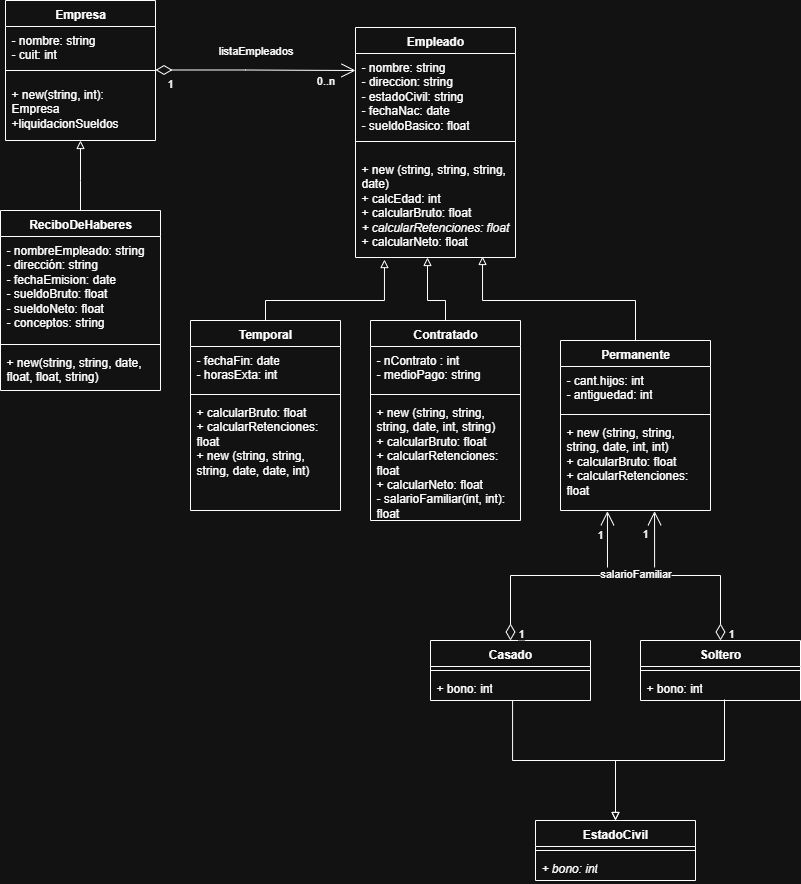 Empresa
- nombre: string
- cuit: int
+ new(string, int):
Empresa
+liquidacionSueldos
listaEmpleados
1
0..n
Empleado
- nombre: string
- direccion: string
- estadoCivil: string
- fechaNac: date
- sueldoBasico: float
+ new (string, string, string,
date)
+ calcEdad: int
+ calcularBruto: float
+ calcularRetenciones: float
+ calcularNeto: float
ReciboDeHaberes
- nombreEmpleado: string
- dirección: string
- fechaEmision: date
- sueldoBruto: float
- sueldoNeto: float
- conceptos: string
+ new(string, string, date,
float, float, string)
Temporal
- fechaFin: date
- horasExta: int
+ calcularBruto: float
+ calcularRetenciones:
float
+ new (string, string,
string, date, date, int)
Contratado
- nContrato : int
- medioPago: string
+ new (string, string,
string, date, int, string)
+ calcularBruto: float
+ calcularRetenciones:
float
+ calcularNeto: float
- salarioFamiliar(int, int):
float
Permanente
- cant.hijos: int
- antiguedad: int
+ new (string, string,
string, date, int, int)
+ calcularBruto: float
+ calcularRetenciones:
float
1
1
salarioFamiliar
1
1
Casado
+ bono: int
Soltero
+ bono: int
EstadoCivil
+ bono: int